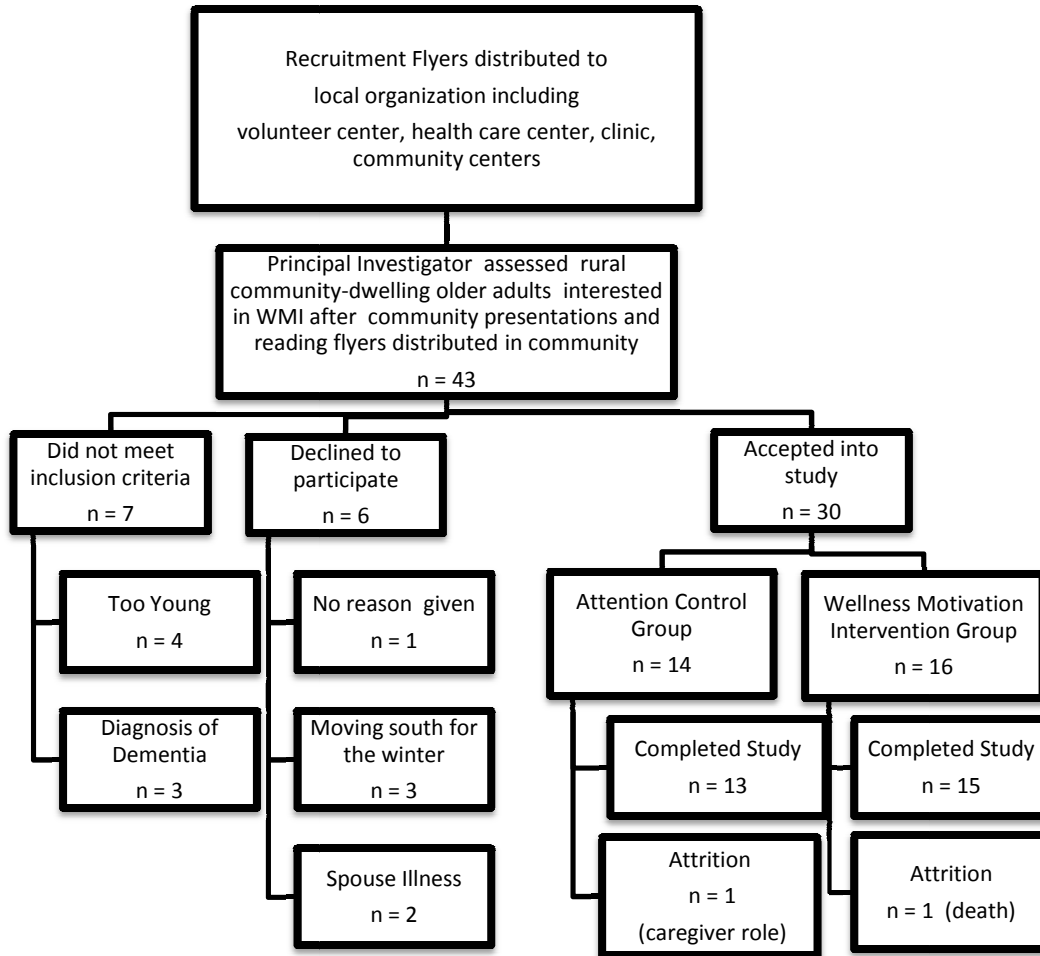 Recruitment Flyers distributed to
local organization including
volunteer center, health care center, clinic,
community centers
Principal Investigator assessed rural
community-dwelling older adults interested
in WMI after community presentations and
reading flyers distributed in community
n = 43
Did not meet
inclusion criteria
n = 7
Declined to
participate
n = 6
Accepted into
study
n = 30
Too Young
n = 4
Diagnosis of
Dementia
n = 3
No reason given
n = 1
Moving south for
the winter
n = 3
Spouse Illness
n = 2
Attention Control
Group
n = 14
Wellness Motivation
Intervention Group
n = 16
Completed Study
n = 13
Attrition
n = 1
(caregiver role)
Completed Study
n = 15
Attrition
n = 1 (death)